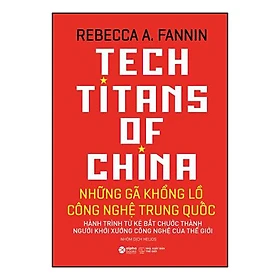 REBECCA A. FANNIN
TECH
TITANS
OF
CHINA
NHỮNG GÃ KHỔNG LỒ
CÔNG NGHỆ TRUNG QUỐC
HÀNH TRÌNH TỪ KẺ BẮT CHƯỚC THÀNH
NGƯỜI KHỞI XƯỚNG CÔNG NGHỆ CỦA THẾ GIỚI
NHÓM DỊCH HELIOS
alpha